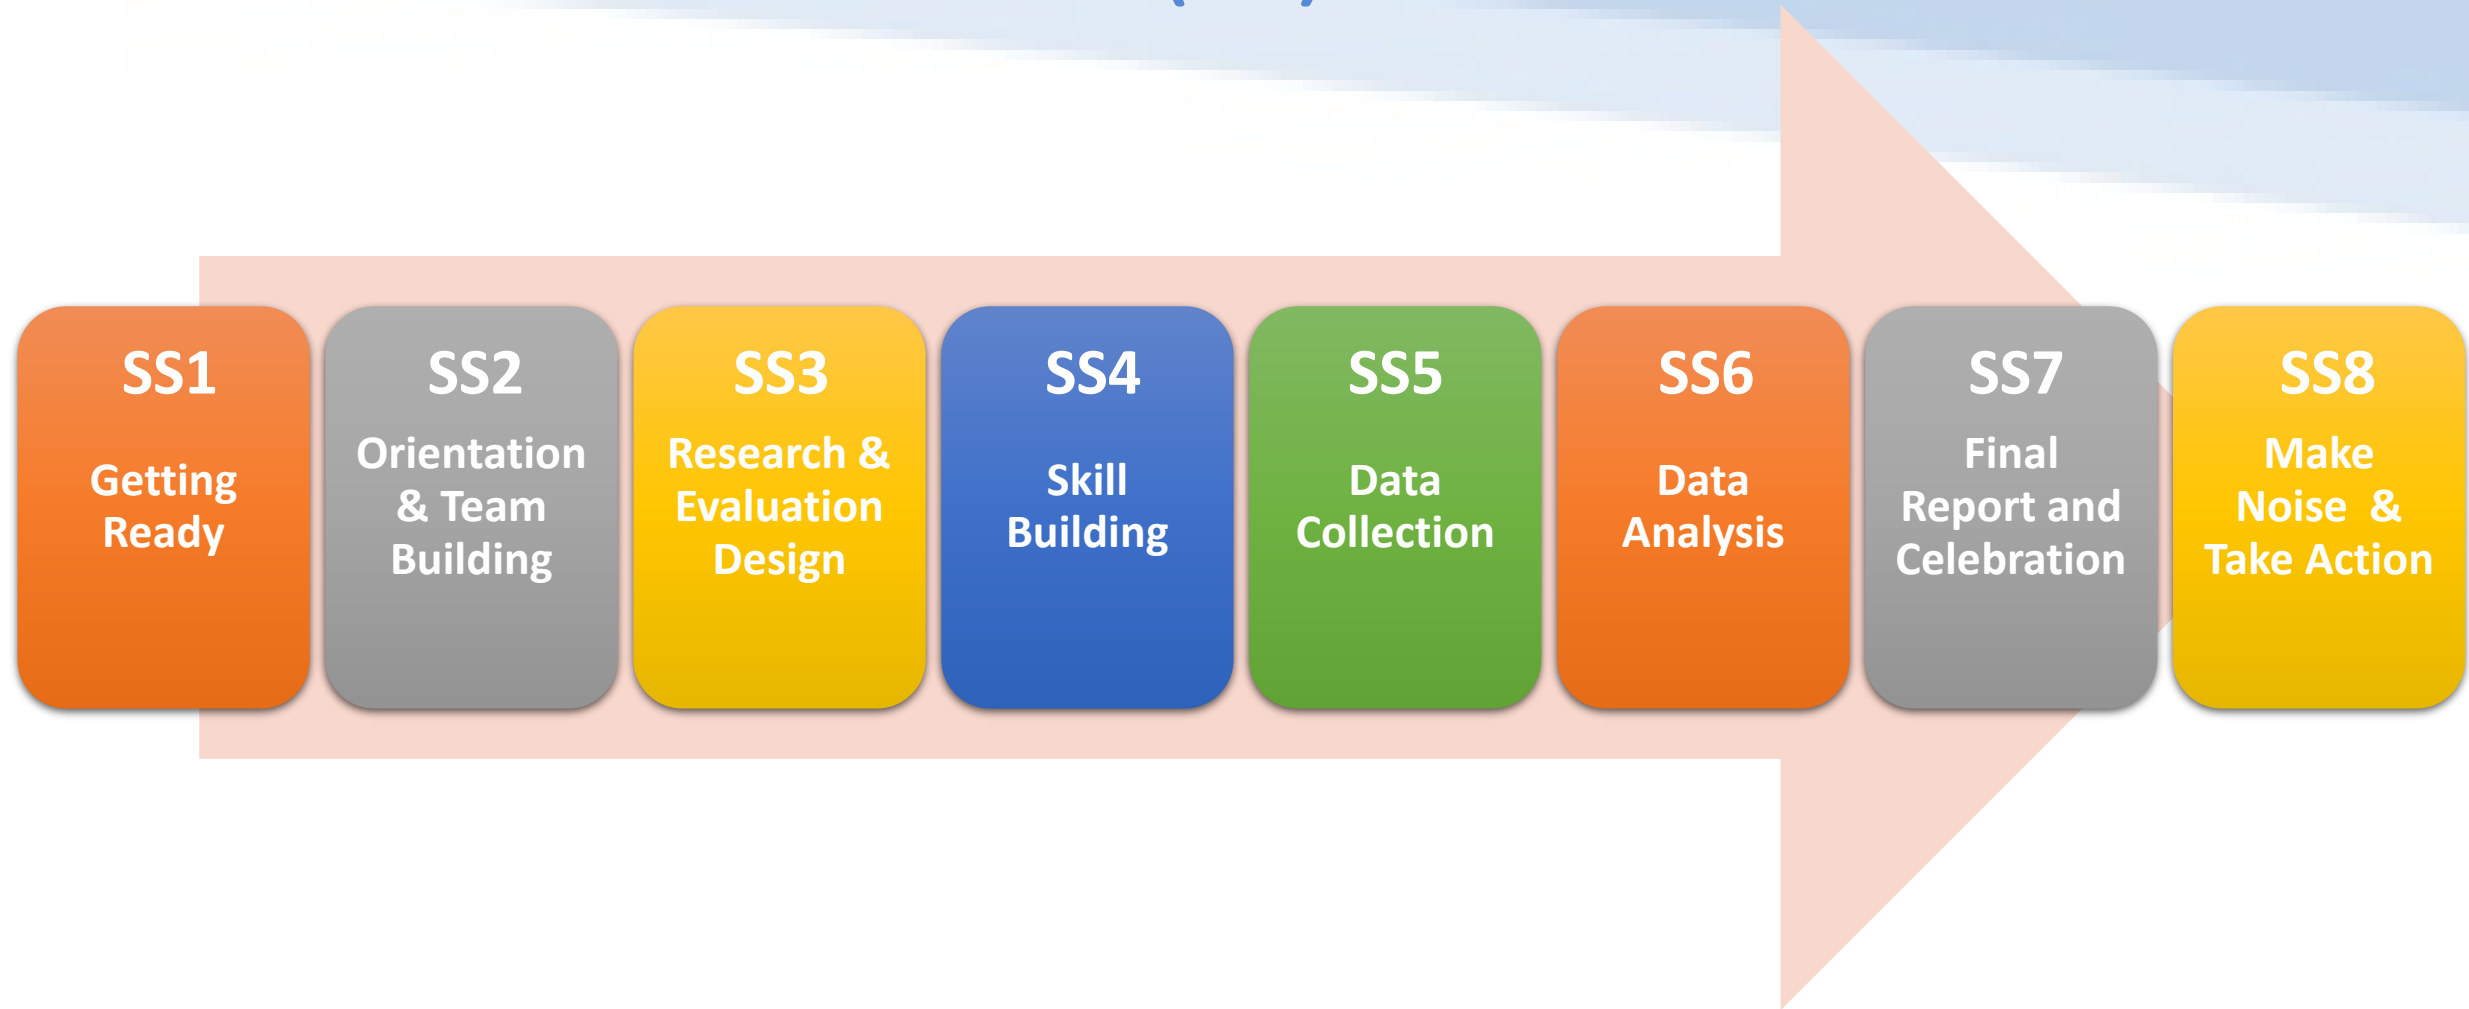 SS1
Getting
Ready
SS2
Orientation
& Team
Building
SS3
Research &
Evaluation
Design
SS4
Skill
Building
SS5
Data
Collection
SS6
Data
Analysis
SS7
Final
Report and
Celebration
SS8
Make
Noise &
Take Action